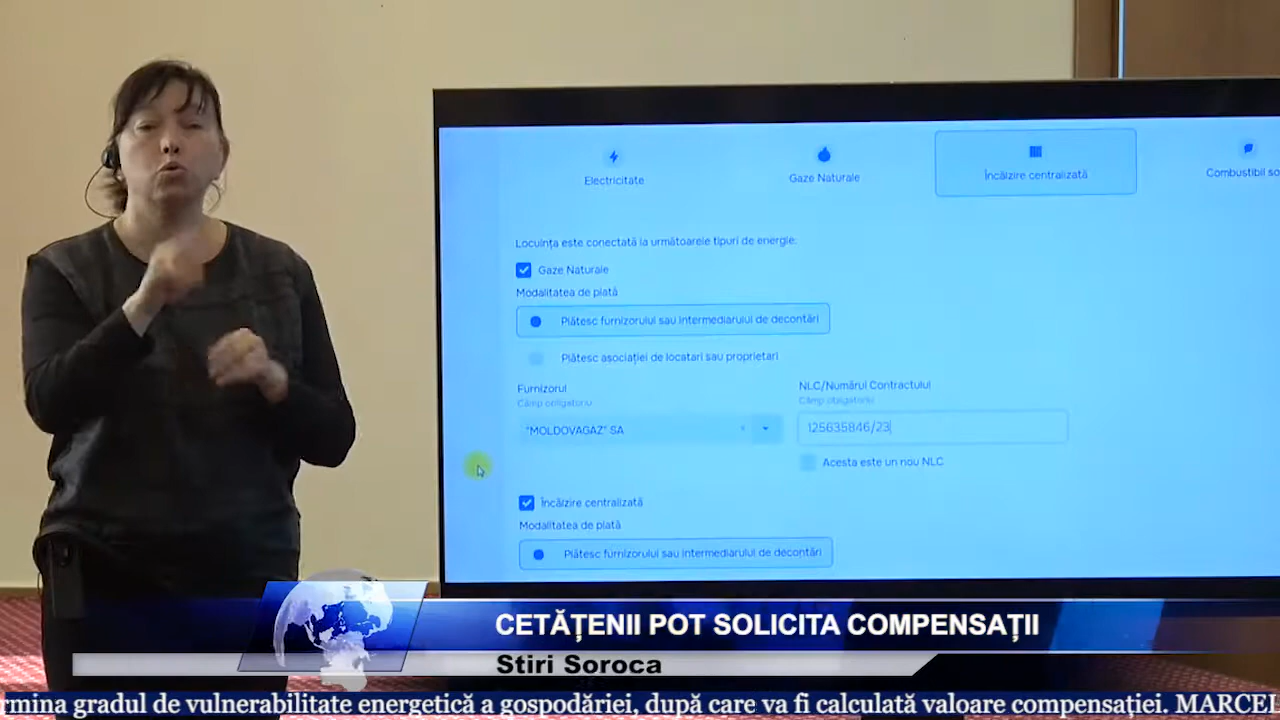 Electricitate
Gaze Naturale
Încălzire centralizată
Combustibil so
Locuința este conectată la următoarele tipuri de energie:
Gaze Naturale
Modalitatea de plată
Plătesc furnizorului sau intermediarului de decontări
Plătesc asociației de locatari sau proprietari
Furnizorul
Câmp obligatoriu
"MOLDOVAGAZ" SA
NLC/Numărul Contractului
Câmp obligatoriu
125635846/23
Acesta este un nou NLC
Încălzire centralizată
Modalitatea de plată
Plătesc furnizorului sau intermediarului de decontări
CETĂȚENII POT SOLICITA COMPENSAȚII
Stiri Soroca
rmina gradul de vulnerabilitate energetică a gospodăriei, după care va fi calculată valoare compensației. MARCEL